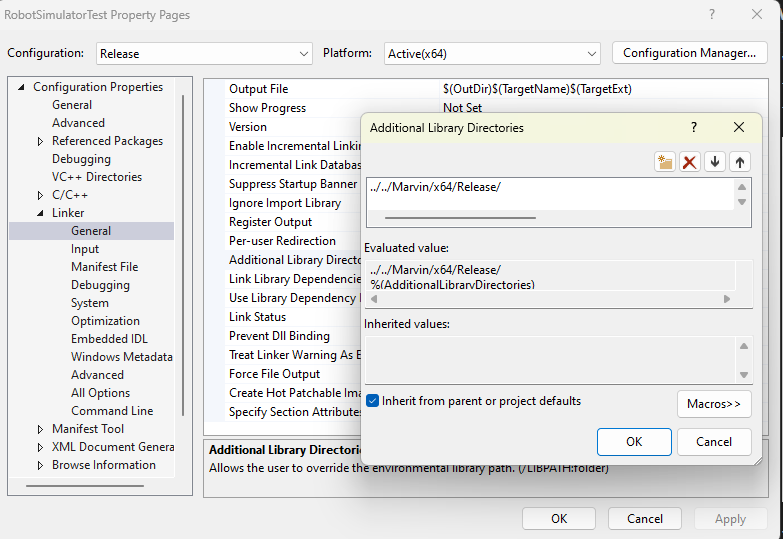 RobotSimulatorTest Property Pages
Configuration: Release Platform: Active(x64) Configuration Manager...
Configuration Properties
General
Advanced
Referenced Packages
Debugging
VC++ Directories
C/C++
Linker
General
Input
Manifest File
Debugging
System
Optimization
Embedded IDL
Windows Metadata
Advanced
All Options
Command Line
Manifest Tool
XML Document Genera
Browse Information
Output File $(OutDir)$(TargetName)$(TargetExt)
Show Progress Not Set
Version
Enable Incremental Linkin
Incremental Link Databas
Suppress Startup Banner
Ignore Import Library
Register Output
Per-user Redirection
Additional Library Directo
Link Library Dependencie
Use Library Dependency
Link Status
Prevent Dll Binding
Treat Linker Warning As E
Force File Output
Create Hot Patchable Ima
Specify Section Attributes
Additional Library Directorie
Allows the user to override the environmental library path. (/LIBPATH:folder)
OK Cancel Apply
Additional Library Directories
../../Marvin/x64/Release/
Evaluated value:
../../Marvin/x64/Release/
%(AdditionalLibraryDirectories)
Inherited values:
Inherit from parent or project defaults
Macros>>
OK Cancel